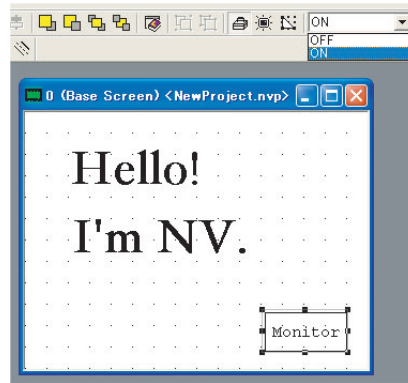 ON
OFF
ON
0 (Base Screen) <NewProject.nvp>
Hello!
I'm NV.
Monitor